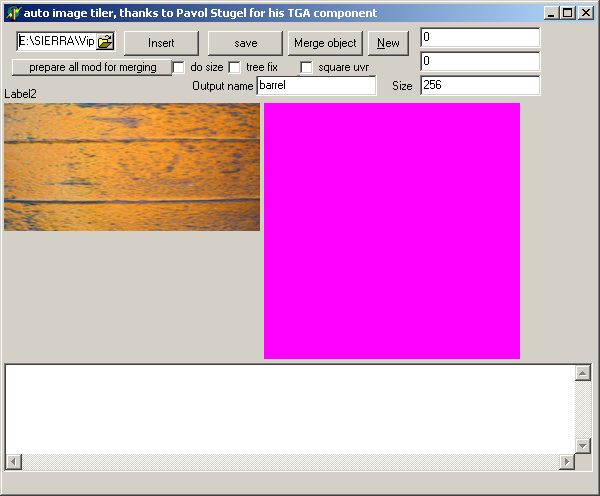 auto image tiler, thanks to Pavol Stugel for his TGA component
E:\SIERRA\Vip
Insert
save
Merge object
New
0
prepare all mod for merging
do size
tree fix
square uvr
0
Output name
barrel
Size
256
Label2